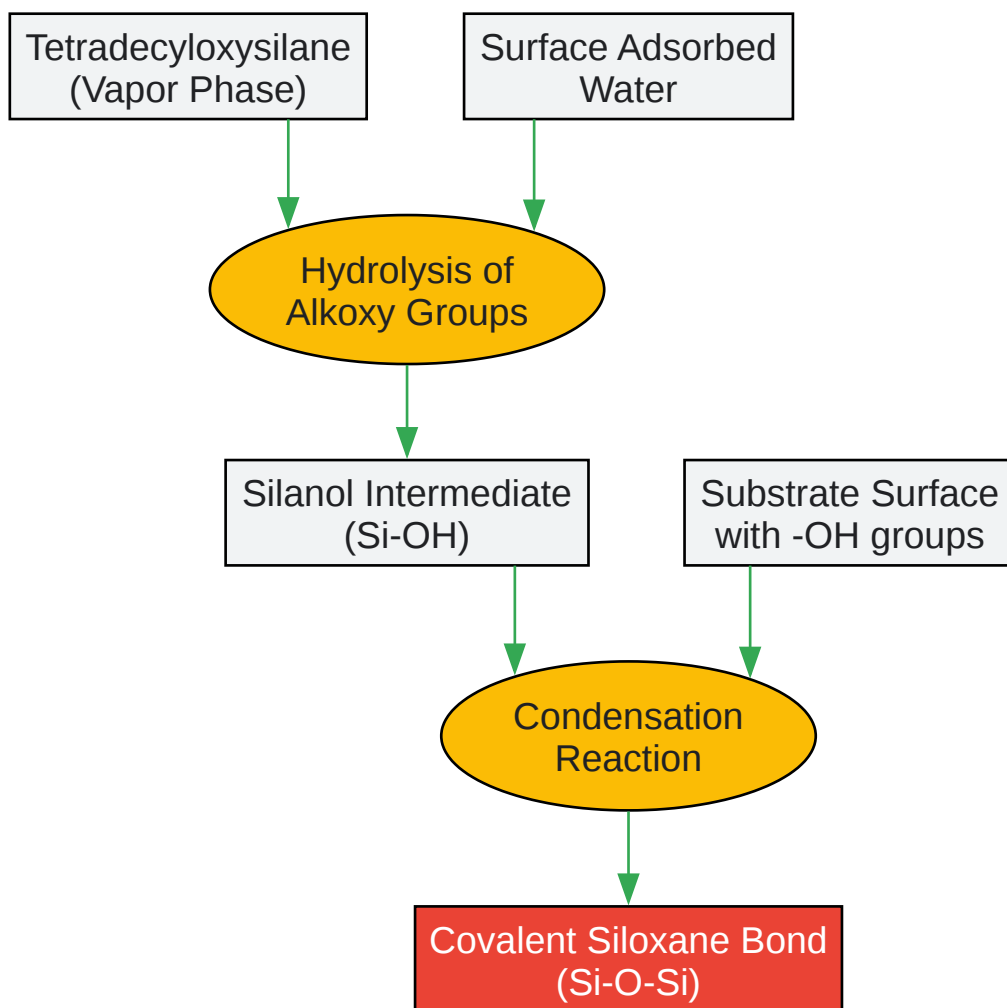 Tetradecyloxysilane
(Vapor Phase)
Surface Adsorbed
Water
Hydrolysis of
Alkoxy Groups
Silanol Intermediate
(Si-OH)
Substrate Surface
with -OH groups
Condensation
Reaction
Covalent Siloxane Bond
(Si-O-Si)